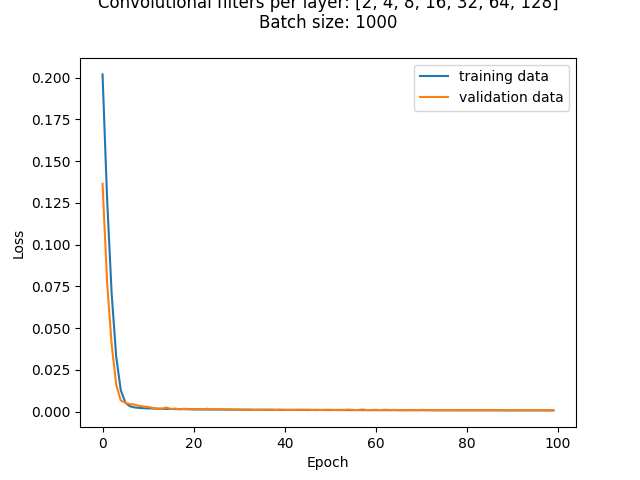 Convolutional filters per layer: [2, 4, 8, 16, 32, 64, 128]
Batch size: 1000
training data
validation data
0.200
0.175
0.150
0.125
0.100
0.075
0.050
0.025
0.000
Loss
0 20 40 60 80 100
Epoch